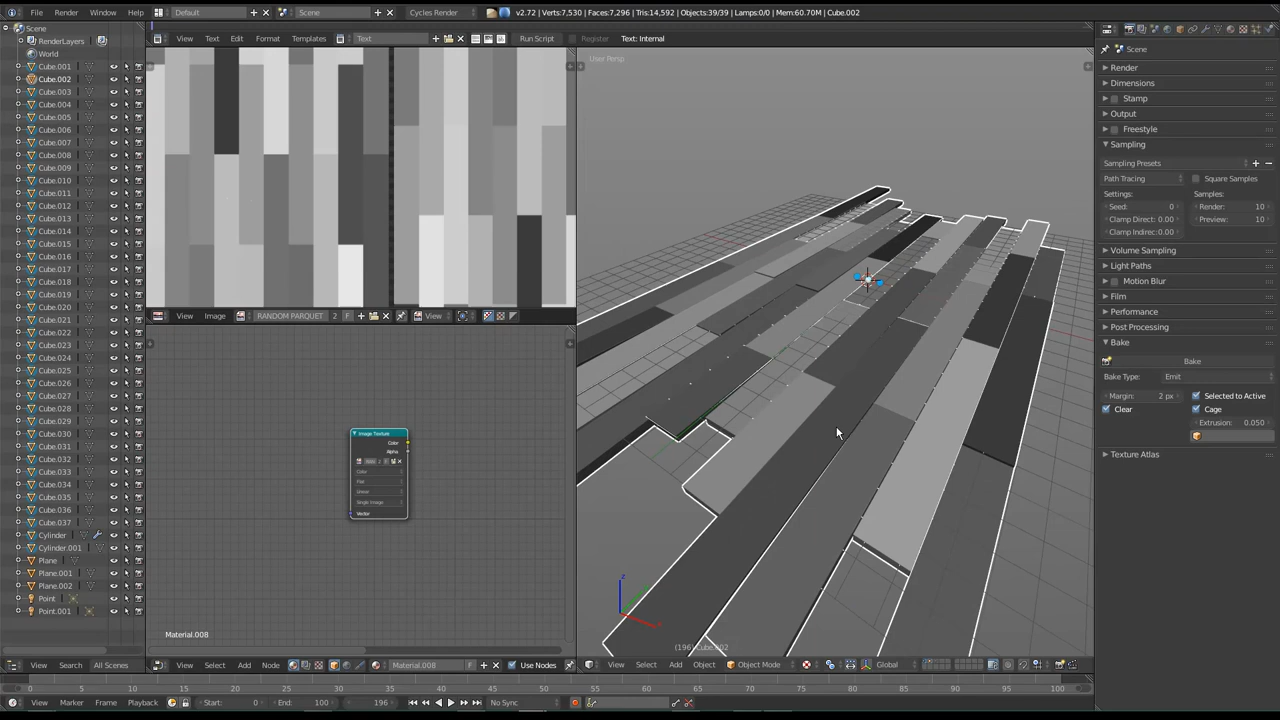 File
Render
Window
Help
Default
Scene
Cycles Render
v2.72 | Verts:7,530 | Faces:7,296 | Tris:14,592 | Objects:39/39 | Lamps:0/0 | Mem:60.70M | Cube.002
Scene
RenderLayers
World
Cube.001
Cube.002
Cube.003
Cube.004
Cube.005
Cube.006
Cube.007
Cube.008
Cube.009
Cube.010
Cube.011
Cube.012
Cube.013
Cube.014
Cube.015
Cube.016
Cube.017
Cube.018
Cube.019
Cube.020
Cube.021
Cube.022
Cube.023
Cube.024
Cube.025
Cube.026
Cube.027
Cube.028
Cube.029
Cube.030
Cube.031
Cube.032
Cube.033
Cube.034
Cube.035
Cube.036
Cube.037
Cylinder
Cylinder.001
Plane
Plane.001
Plane.002
Point
Point.001
View
Search
All Scenes
View
Text
Edit
Format
Templates
Text
Run Script
Register
Text: Internal
View
Image
RANDOM PARQUET
2
F
View
Image Texture
Color
Alpha
Color
Flat
Linear
Single Image
Vector
Material.008
View
Select
Add
Node
Material.008
F
Use Nodes
User Persp
z
(196) Cube.002
View
Select
Add
Object
Object Mode
Global
Scene
Render
Dimensions
Stamp
Output
Freestyle
Sampling
Sampling Presets
Path Tracing
Square Samples
Settings:
Samples:
Seed: 0
Render: 10
Clamp Direct: 0.00
Preview: 10
Clamp Indirec: 0.00
Volume Sampling
Light Paths
Motion Blur
Film
Performance
Post Processing
Bake
Bake
Bake Type:
Emit
Margin: 2 px
Selected to Active
Clear
Cage
Extrusion: 0.050
Texture Atlas
0 5 10 15 20 25 30 35 40 45 50 55 60 65 70 75 80 85 90 95 100
View
Marker
Frame
Playback
Start: 0
End: 100
196
No Sync